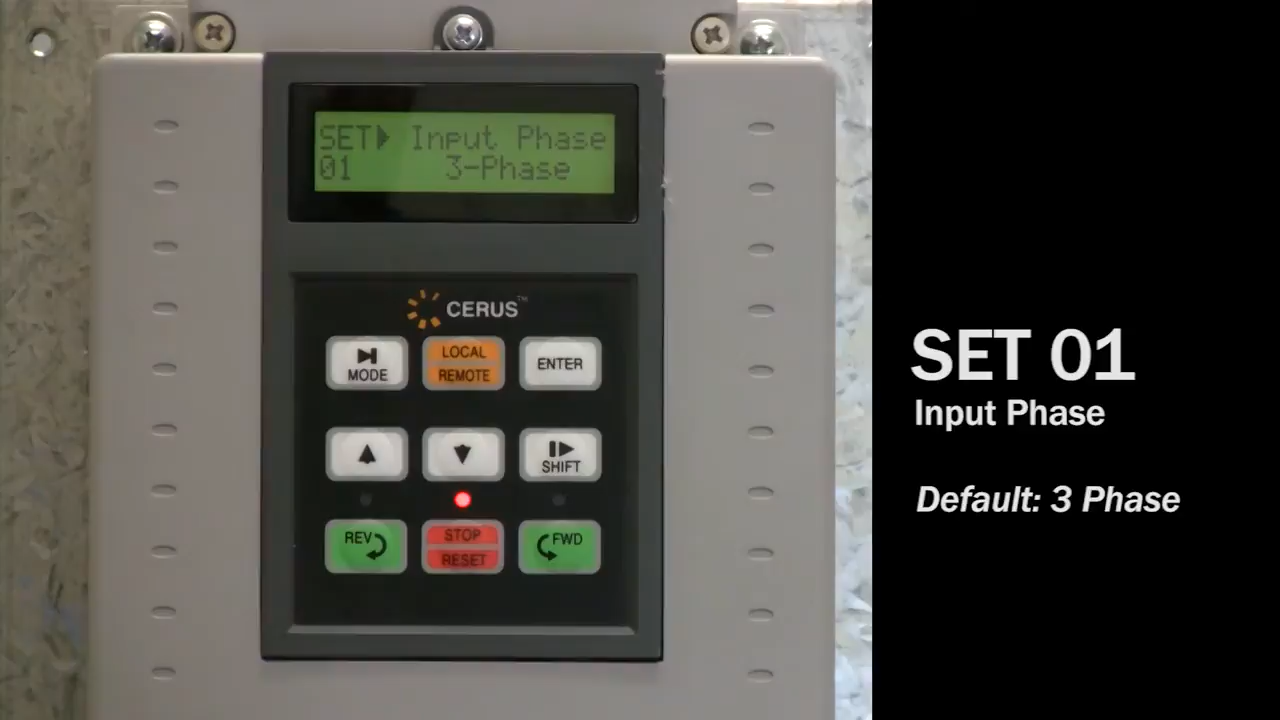 SET▶ Input Phase
01 3-Phase
CERUS™
MODE
LOCAL
REMOTE
ENTER
SHIFT
REV
STOP
RESET
FWD
SET 01
Input Phase
Default: 3 Phase